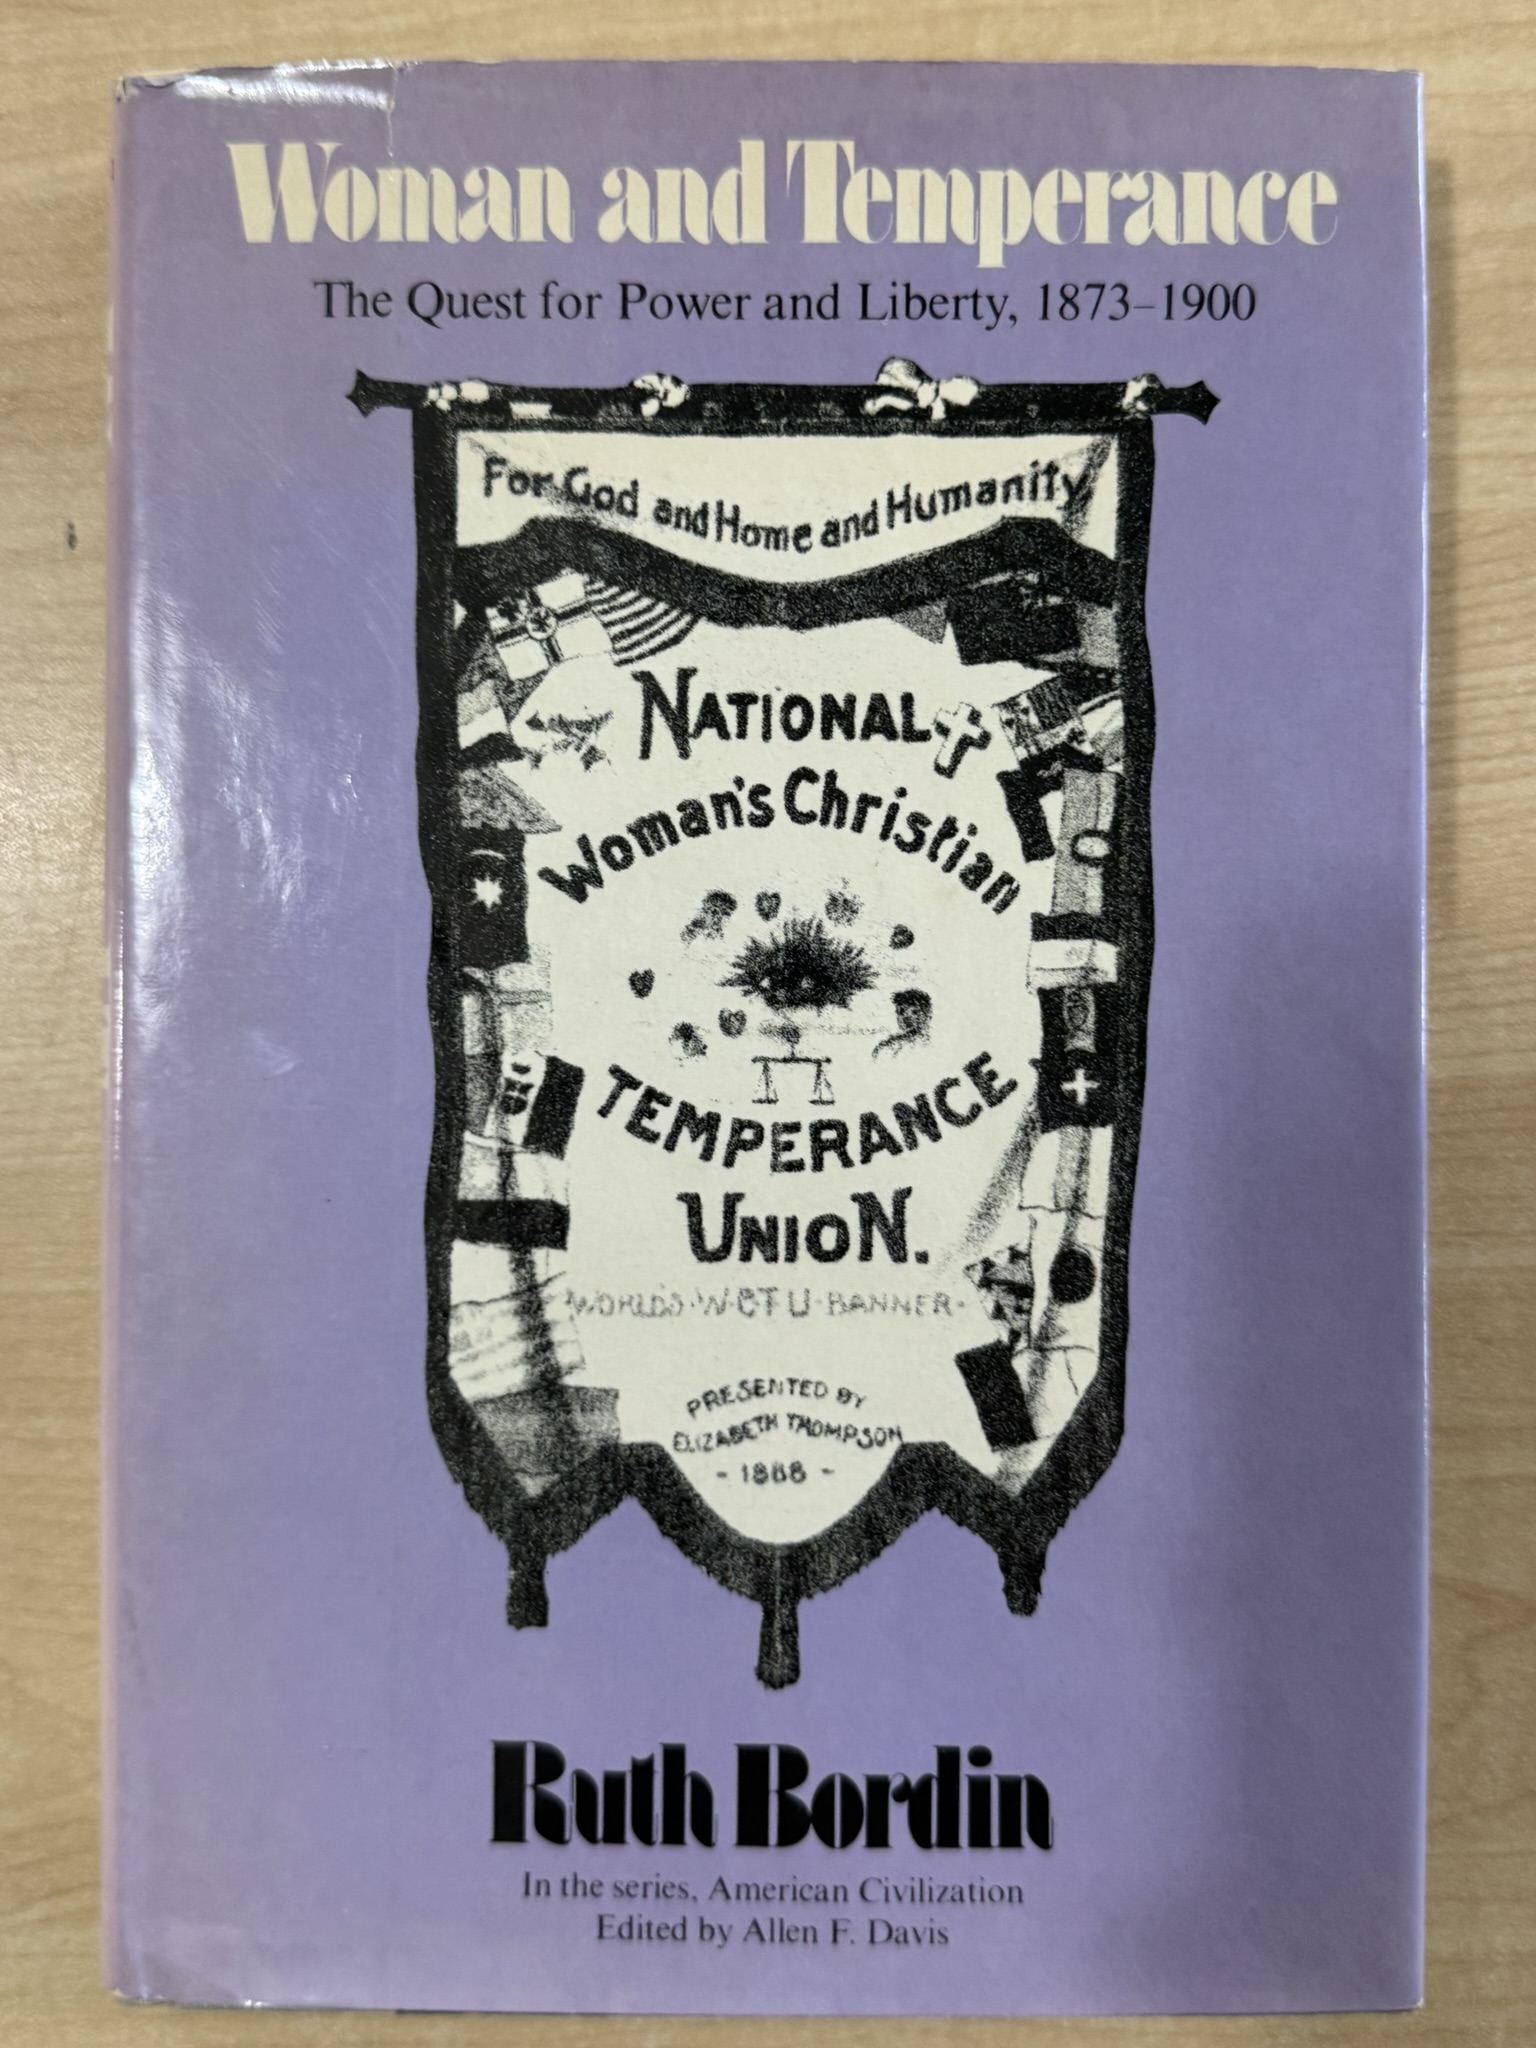 Woman and Temperance
The Quest for Power and Liberty, 1873–1900
For God and Home and Humanity
NATIONAL
Woman's Christian
TEMPERANCE
UNION.
WORLD'S·W·C·T·U·BANNER·
PRESENTED BY
ELIZABETH THOMPSON
- 1888 -
Ruth Bordin
In the series, American Civilization
Edited by Allen F. Davis